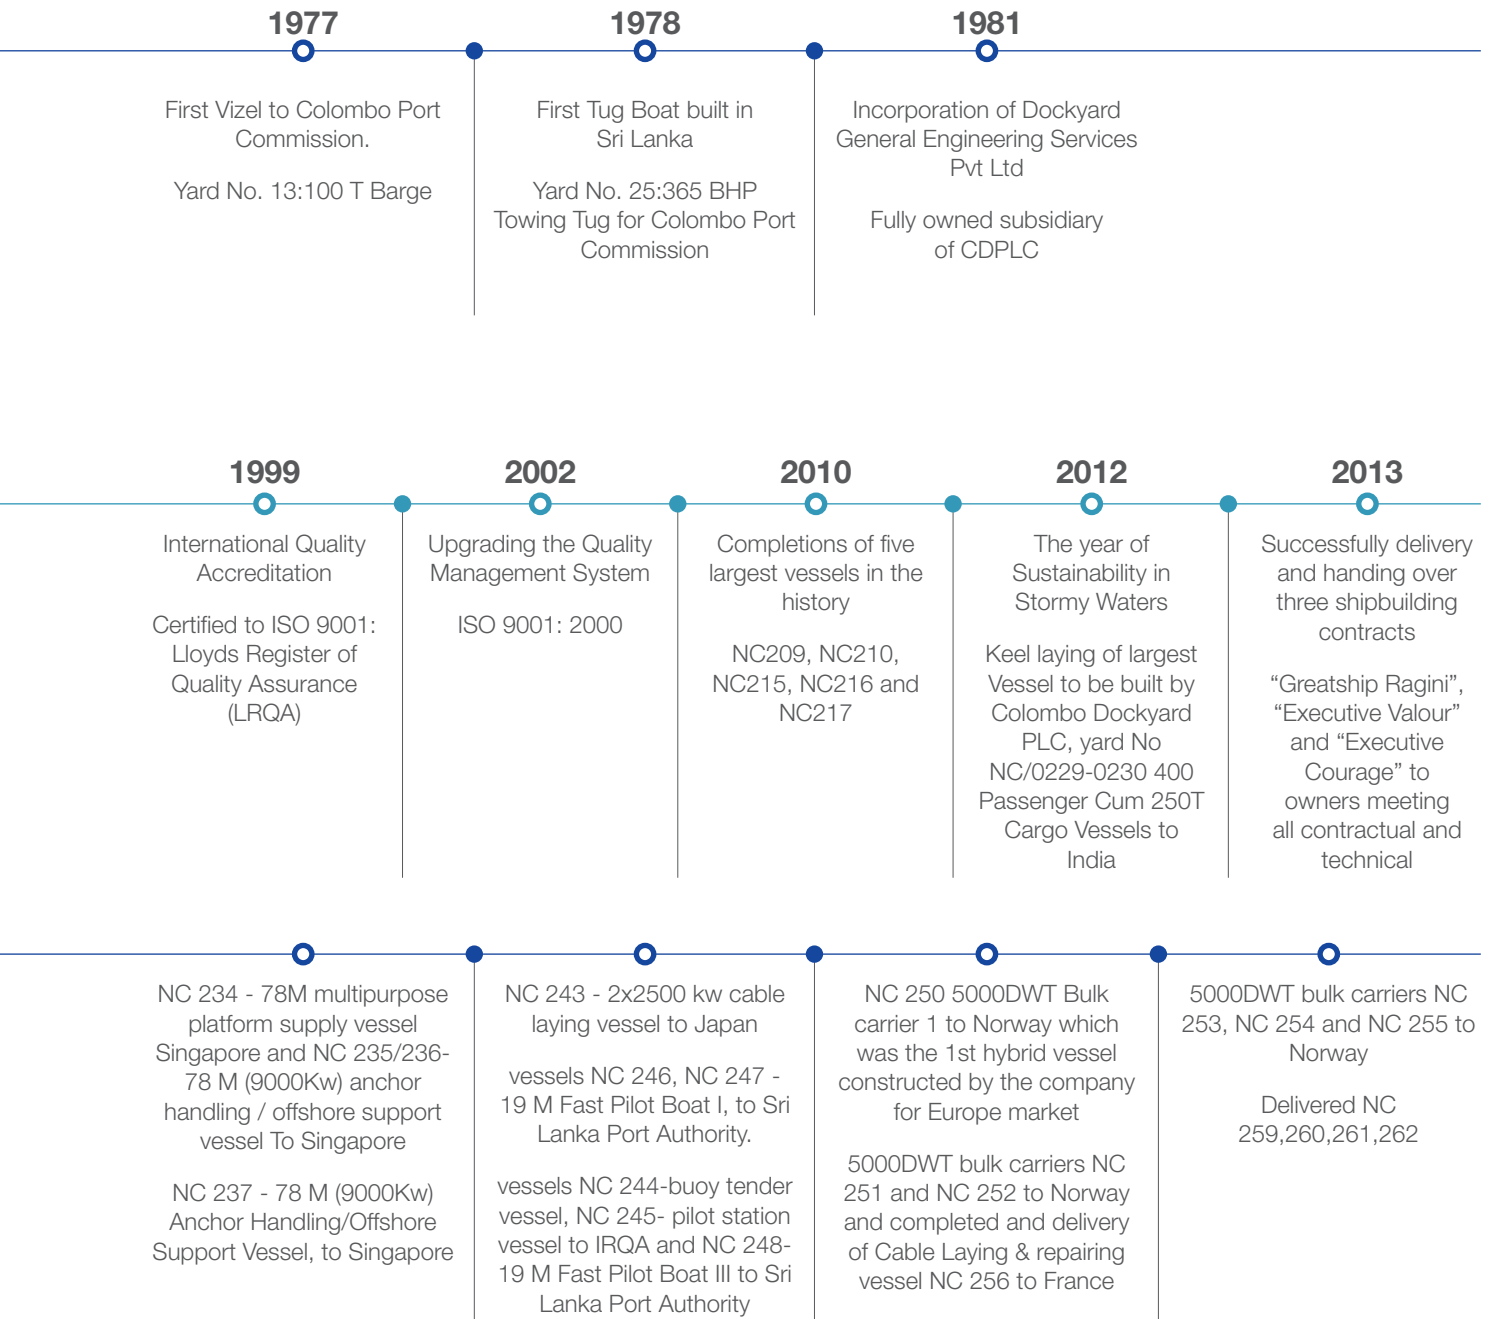 1977
First Vizel to Colombo Port
Commission.
Yard No. 13:100 T Barge
1978
First Tug Boat built in
Sri Lanka
Yard No. 25:365 BHP
Towing Tug for Colombo Port
Commission
1981
Incorporation of Dockyard
General Engineering Services
Pvt Ltd
Fully owned subsidiary
of CDPLC
1999
International Quality
Accreditation
Certified to ISO 9001:
Lloyds Register of
Quality Assurance
(LRQA)
2002
Upgrading the Quality
Management System
ISO 9001: 2000
2010
Completions of five
largest vessels in the
history
NC209, NC210,
NC215, NC216 and
NC217
2012
The year of
Sustainability in
Stormy Waters
Keel laying of largest
Vessel to be built by
Colombo Dockyard
PLC, yard No
NC/0229-0230 400
Passenger Cum 250T
Cargo Vessels to
India
2013
Successfully delivery
and handing over
three shipbuilding
contracts
“Greatship Ragini”,
“Executive Valour”
and “Executive
Courage” to
owners meeting
all contractual and
technical
NC 234 - 78M multipurpose
platform supply vessel
Singapore and NC 235/236-
78 M (9000Kw) anchor
handling / offshore support
vessel To Singapore
NC 237 - 78 M (9000Kw)
Anchor Handling/Offshore
Support Vessel, to Singapore
NC 243 - 2x2500 kw cable
laying vessel to Japan
vessels NC 246, NC 247 -
19 M Fast Pilot Boat I, to Sri
Lanka Port Authority.
vessels NC 244-buoy tender
vessel, NC 245- pilot station
vessel to IRQA and NC 248-
19 M Fast Pilot Boat III to Sri
Lanka Port Authority
NC 250 5000DWT Bulk
carrier 1 to Norway which
was the 1st hybrid vessel
constructed by the company
for Europe market
5000DWT bulk carriers NC
251 and NC 252 to Norway
and completed and delivery
of Cable Laying & repairing
vessel NC 256 to France
5000DWT bulk carriers NC
253, NC 254 and NC 255 to
Norway
Delivered NC
259,260,261,262